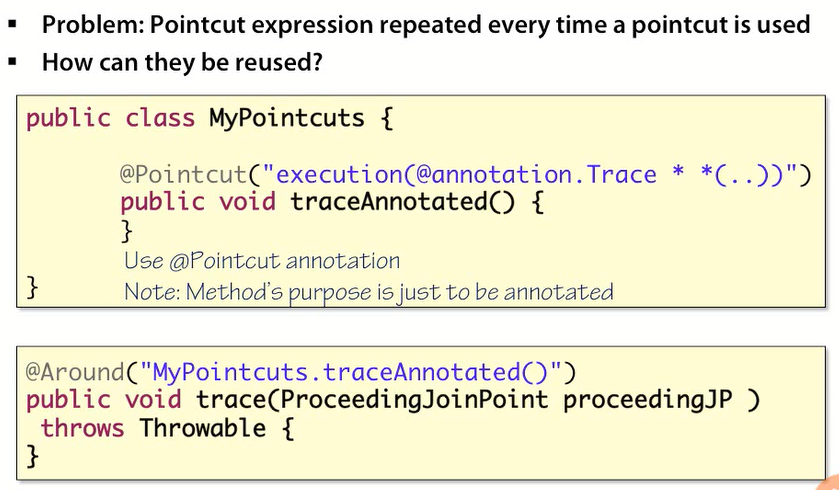 ▪ Problem: Pointcut expression repeated every time a pointcut is used
▪ How can they be reused?
public class MyPointcuts {
@Pointcut("execution(@annotation.Trace * *(..))")
public void traceAnnotated() {
}
Use @Pointcut annotation
Note: Method's purpose is just to be annotated
}
@Around("MyPointcuts.traceAnnotated()")
public void trace(ProceedingJoinPoint proceedingJP )
throws Throwable {
}